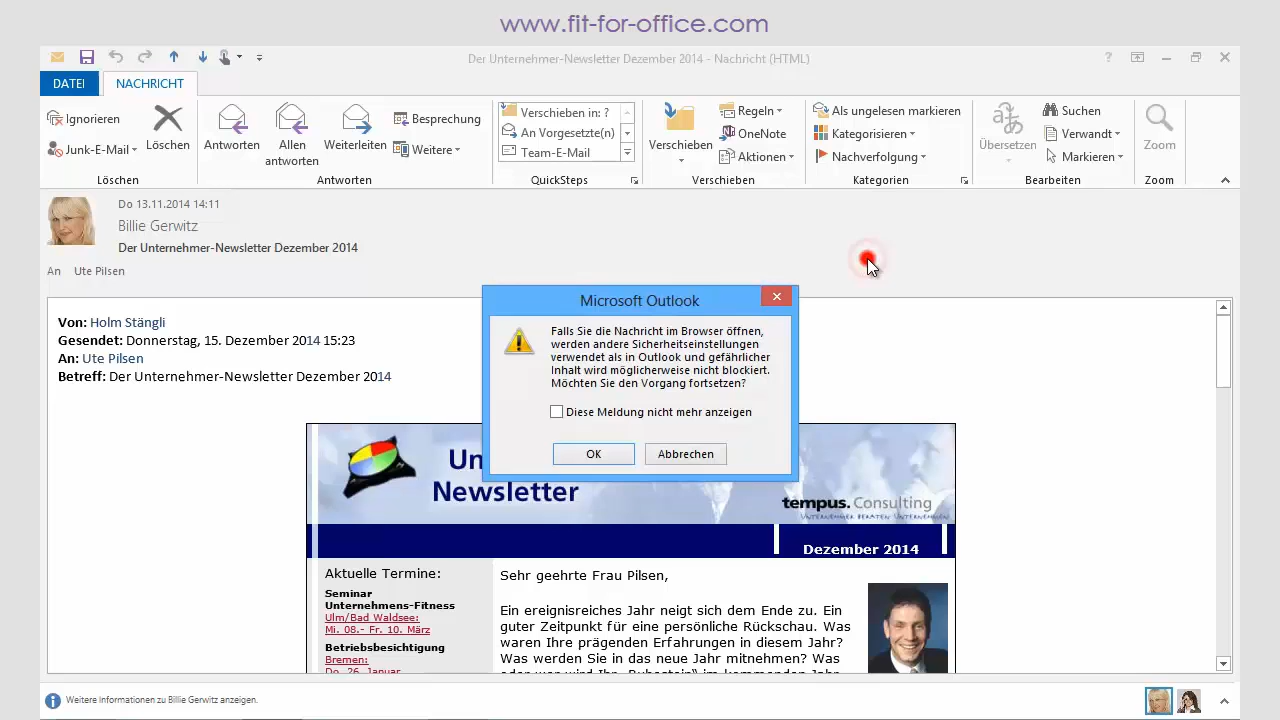 www.fit-for-office.com
Der Unternehmer-Newsletter Dezember 2014 - Nachricht (HTML)
?
DATEI
NACHRICHT
Ignorieren
Junk-E-Mail
Löschen
Löschen
Antworten
Allen
antworten
Weiterleiten
Besprechung
Weitere
Antworten
Verschieben in: ?
An Vorgesetzte(n)
Team-E-Mail
QuickSteps
Verschieben
Regeln
OneNote
Aktionen
Verschieben
Als ungelesen markieren
Kategorisieren
Nachverfolgung
Kategorien
Übersetzen
Suchen
Verwandt
Markieren
Bearbeiten
Zoom
Zoom
Do 13.11.2014 14:11
Billie Gerwitz
Der Unternehmer-Newsletter Dezember 2014
An Ute Pilsen
Von: Holm Stängli
Gesendet: Donnerstag, 15. Dezember 2014 15:23
An: Ute Pilsen
Betreff: Der Unternehmer-Newsletter Dezember 2014
Microsoft Outlook
Falls Sie die Nachricht im Browser öffnen,
werden andere Sicherheitseinstellungen
verwendet als in Outlook und gefährlicher
Inhalt wird möglicherweise nicht blockiert.
Möchten Sie den Vorgang fortsetzen?
Diese Meldung nicht mehr anzeigen
OK
Abbrechen
Un
Newsletter
tempus.Consulting
UNTERNEHMER BERATEN UNTERNEHMER
Dezember 2014
Aktuelle Termine:
Seminar
Unternehmens-Fitness
Ulm/Bad Waldsee:
Mi. 08.- Fr. 10. März
Betriebsbesichtigung
Bremen:
Do. 26. Januar
Sehr geehrte Frau Pilsen,
Ein ereignisreiches Jahr neigt sich dem Ende zu. Ein
guter Zeitpunkt für eine persönliche Rückschau. Was
waren Ihre prägenden Erfahrungen in diesem Jahr?
Was werden Sie in das neue Jahr mitnehmen? Was
Weitere Informationen zu Billie Gerwitz anzeigen.